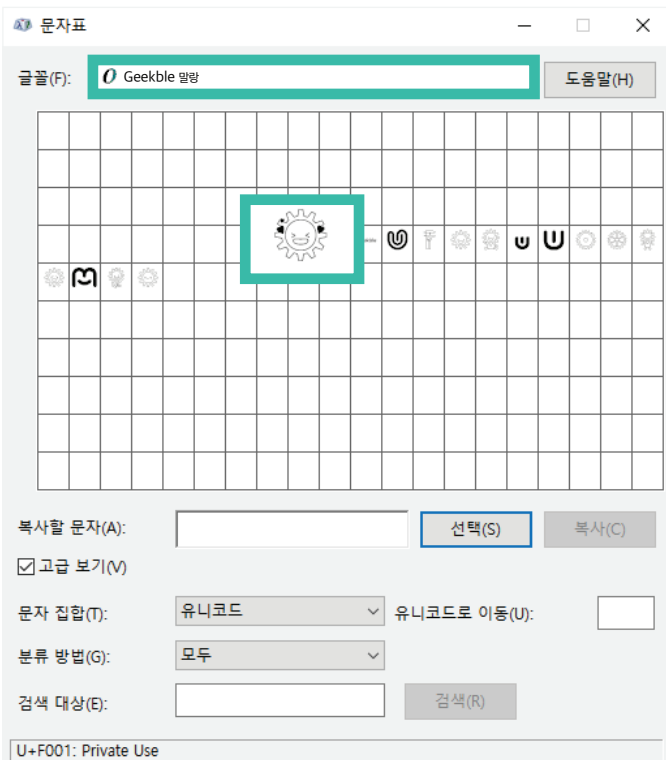 문자표
글꼴(F):
O Geekble 말랑
도움말(H)
복사할 문자(A):
선택(S)
복사(C)
고급 보기(V)
문자 집합(T):
유니코드
유니코드로 이동(U):
분류 방법(G):
모두
검색 대상(E):
검색(R)
U+F001: Private Use